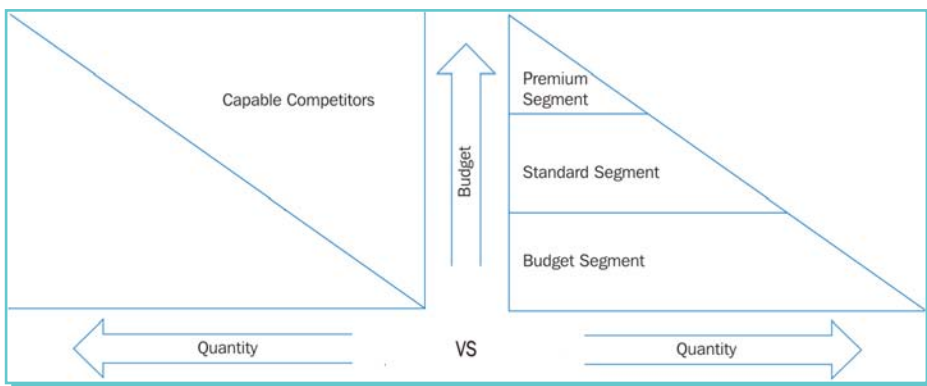 Capable Competitors
Budget
Premium
Segment
Standard Segment
Budget Segment
Quantity
VS
Quantity